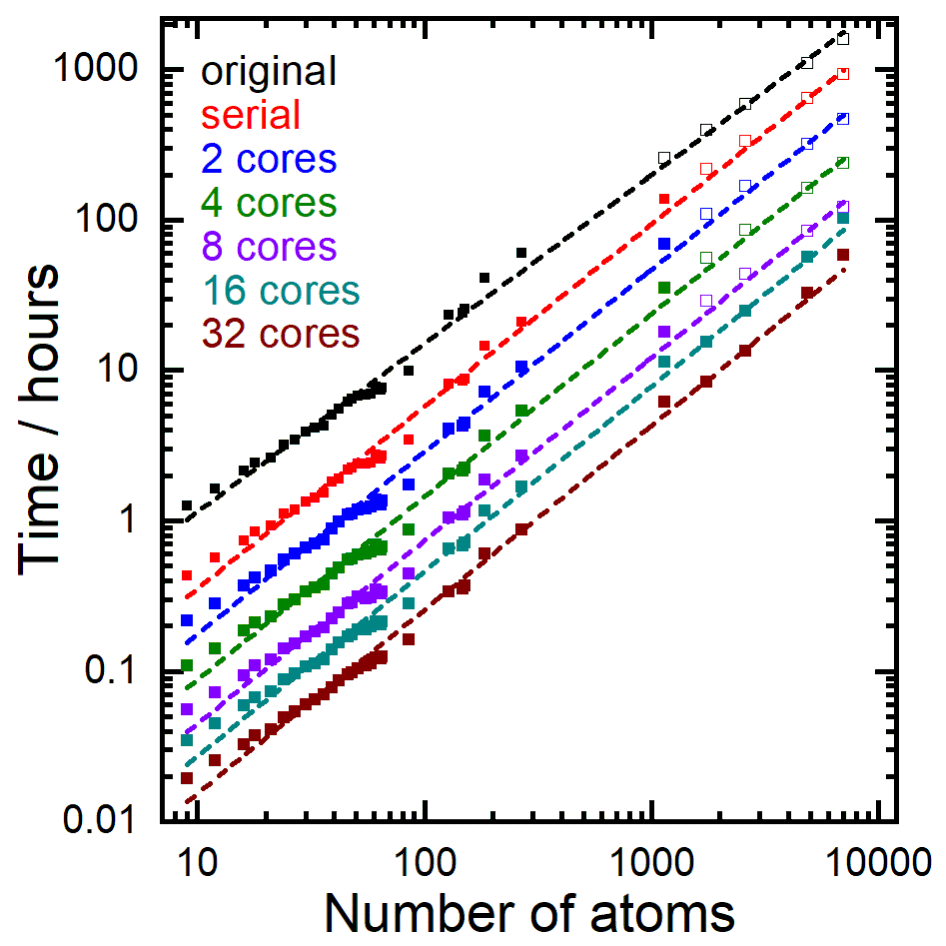 1000
100
10
1
0.1
0.01
Time / hours
original
serial
2 cores
4 cores
8 cores
16 cores
32 cores
10
100
1000
10000
Number of atoms